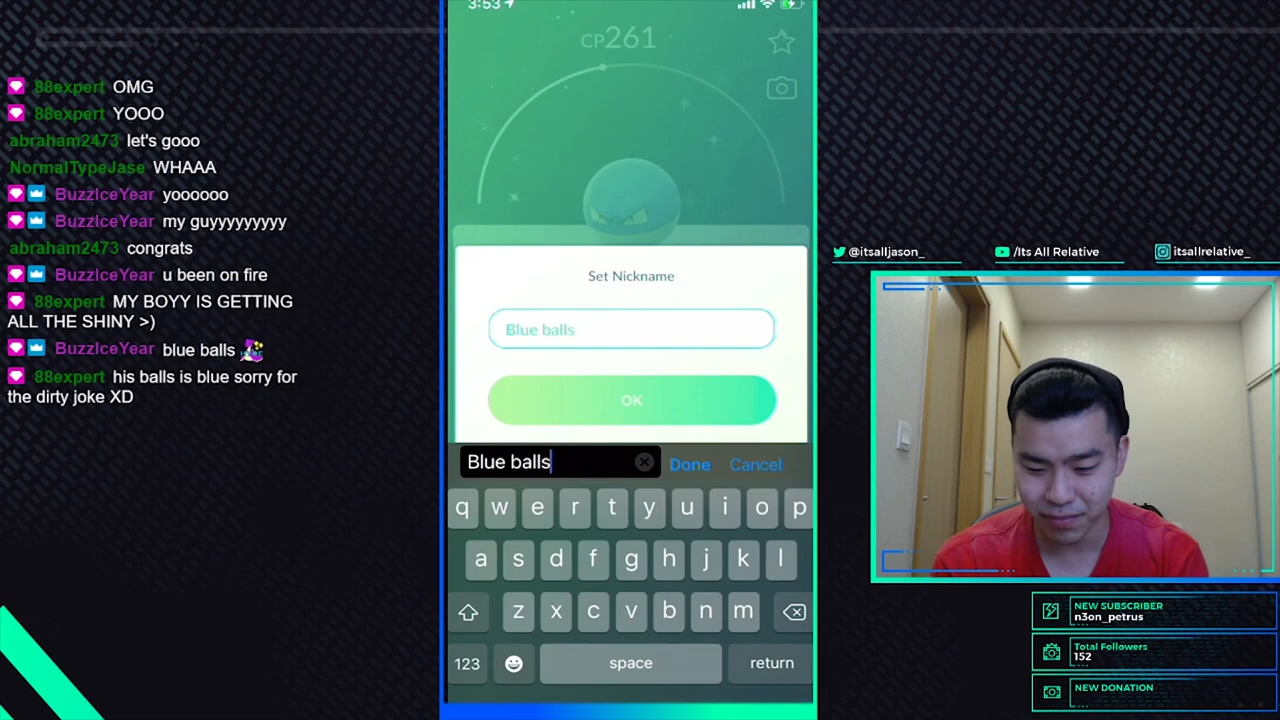 88expert OMG
88expert YOOO
abraham2473 let's gooo
NormalTypeJase WHAAA
BuzzIceYear yoooooo
BuzzIceYear my guyyyyyyyyy
abraham2473 congrats
BuzzIceYear u been on fire
88expert MY BOYY IS GETTING
ALL THE SHINY >)
BuzzIceYear blue balls
88expert his balls is blue sorry for
the dirty joke XD
3:53
CP261
Set Nickname
Blue balls
OK
Blue balls
Done Cancel
q w e r t y u i o p
a s d f g h j k l
z x c v b n m
123 space return
@itsalljason_ /Its All Relative itsallrelative_
NEW SUBSCRIBER
n3on_petrus
Total Followers
152
NEW DONATION